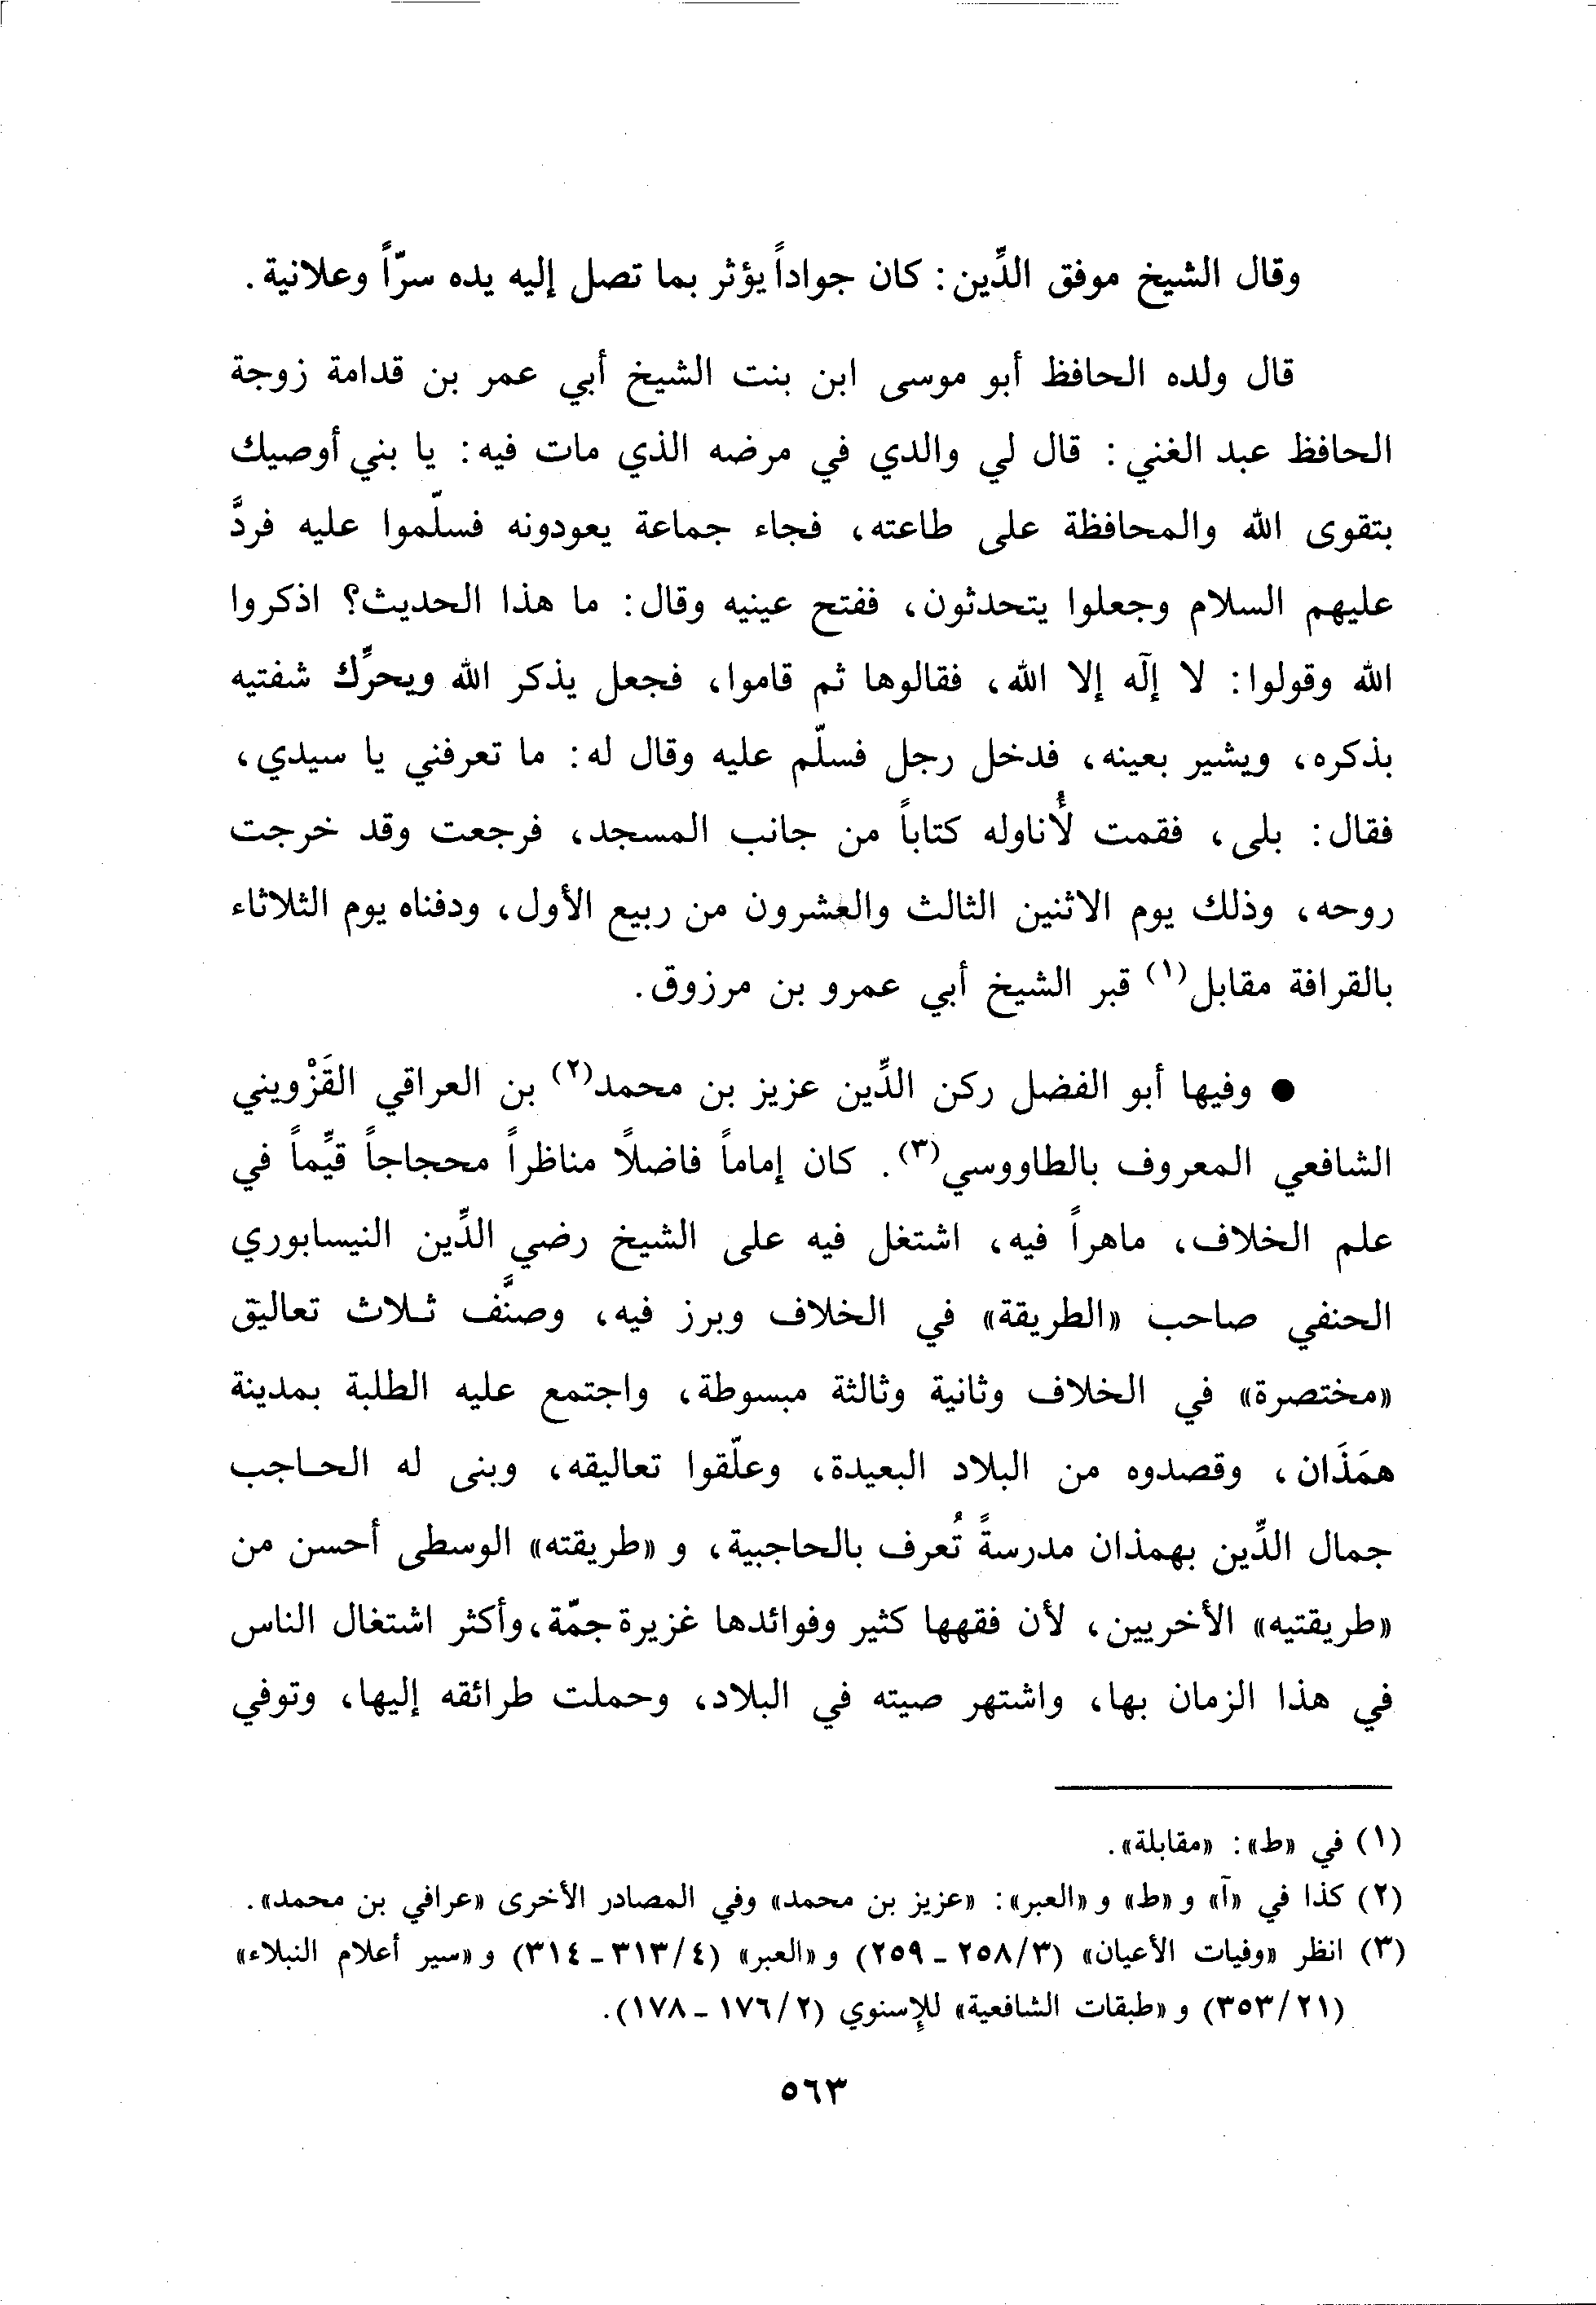 وقال الشيخ موفق الدِّين: كان جواداً يؤثر بما تصل إليه يده سرّاً وعلانية.
قال ولده الحافظ أبو موسى ابن بنت الشيخ أبي عمر بن قدامة زوجة
الحافظ عبد الغني: قال لي والدي في مرضه الذي مات فيه: يا بني أوصيك
بتقوى الله والمحافظة على طاعته، فجاء جماعة يعودونه فسلّموا عليه فردَّ
عليهم السلام وجعلوا يتحدثون، ففتح عينيه وقال: ما هذا الحديث؟ اذكروا
الله وقولوا: لا إلٓه إلا الله، فقالوها ثم قاموا، فجعل يذكر الله ويحرِّك شفتيه
بذكره، ويشير بعينه، فدخل رجل فسلّم عليه وقال له: ما تعرفني يا سيدي،
فقال: بلى، فقمت لأُناوله كتاباً من جانب المسجد، فرجعت وقد خرجت
روحه، وذلك يوم الاثنين الثالث والعشرون من ربيع الأول، ودفناه يوم الثلاثاء
بالقرافة مقابل(١) قبر الشيخ أبي عمرو بن مرزوق.
● وفيها أبو الفضل ركن الدِّين عزيز بن محمد(٢) بن العراقي القَزْويني
الشافعي المعروف بالطاووسي(٣). كان إماماً فاضلًا مناظراً محجاجاً قيِّماً في
علم الخلاف، ماهراً فيه، اشتغل فيه على الشيخ رضي الدِّين النيسابوري
الحنفي صاحب «الطريقة» في الخلاف وبرز فيه، وصنَّف ثلاث تعاليق
«مختصرة» في الخلاف وثانية وثالثة مبسوطة، واجتمع عليه الطلبة بمدينة
همَذَان، وقصدوه من البلاد البعيدة، وعلّقوا تعاليقه، وبنى له الحاجب
جمال الدِّين بهمذان مدرسةً تُعرف بالحاجبية، و «طريقته» الوسطى أحسن من
«طريقتيه» الأخريين، لأن فقهها كثير وفوائدها غزيرة جمّة، وأكثر اشتغال الناس
في هذا الزمان بها، واشتهر صيته في البلاد، وحملت طرائقه إليها، وتوفي
(١) في «ط»: «مقابلة».
(٢) كذا في «آ» و «ط» و «العبر»: «عزيز بن محمد» وفي المصادر الأخرى «عراقي بن محمد».
(٣) انظر «وفيات الأعيان» (٣/٢٥٨ - ٢٥٩) و «العبر» (٤/٣١٣ - ٣١٤) و «سير أعلام النبلاء»
(٢١/٣٥٣) و «طبقات الشافعية» للإسنوي (٢/١٧٦ - ١٧٨).
٥٦٣